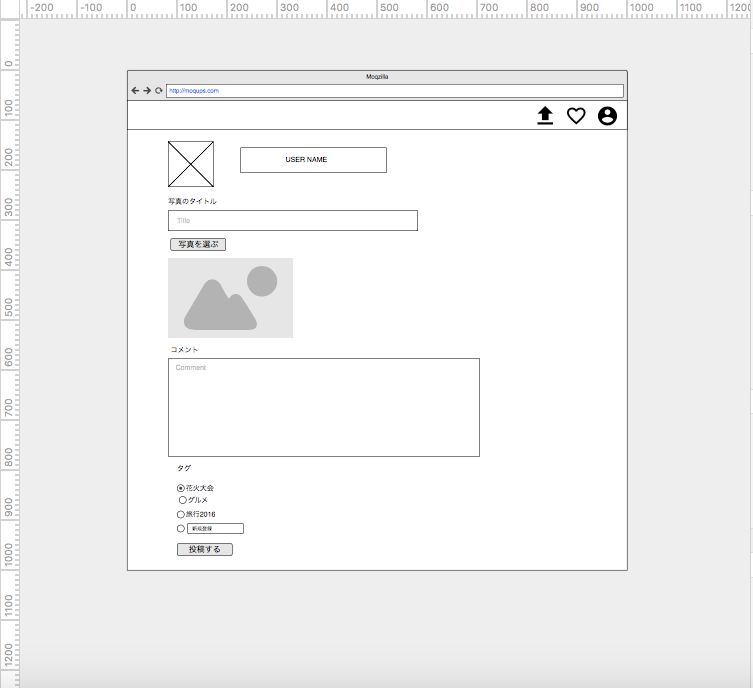 -200 -100 0 100 200 300 400 500 600 700 800 900 1000 1100 1200
0
100
200
300
400
500
600
700
800
900
1000
1100
1200
Moqzilla
http://moqups.com
USER NAME
写真のタイトル
Title
写真を選ぶ
コメント
Comment
タグ
花火大会
グルメ
旅行2016
新規登録
投稿する